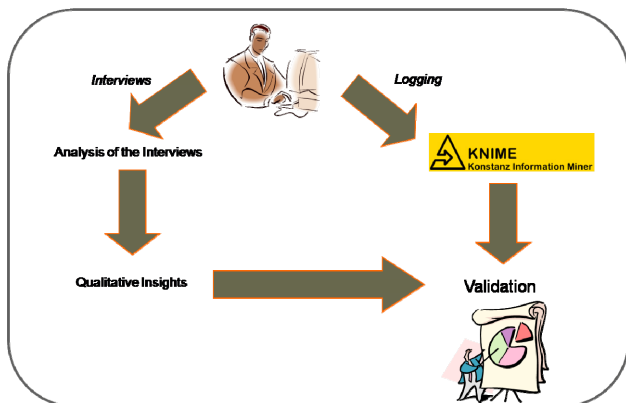 Interviews
Logging
Analysis of the Interviews
KNIME
Konstanz Information Miner
Qualitative Insights
Validation